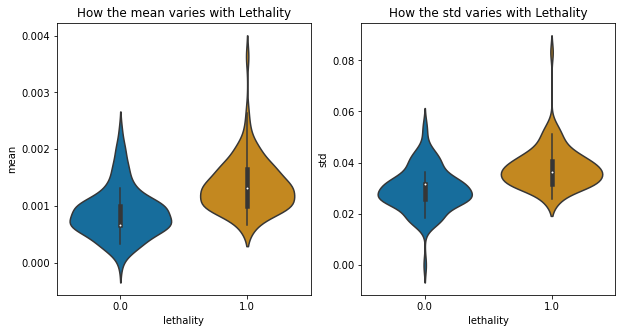 How the mean varies with Lethality
0.004
0.003
0.002
0.001
0.000
mean
0.0
1.0
lethality
How the std varies with Lethality
0.08
0.06
0.04
0.02
0.00
std
0.0
1.0
lethality